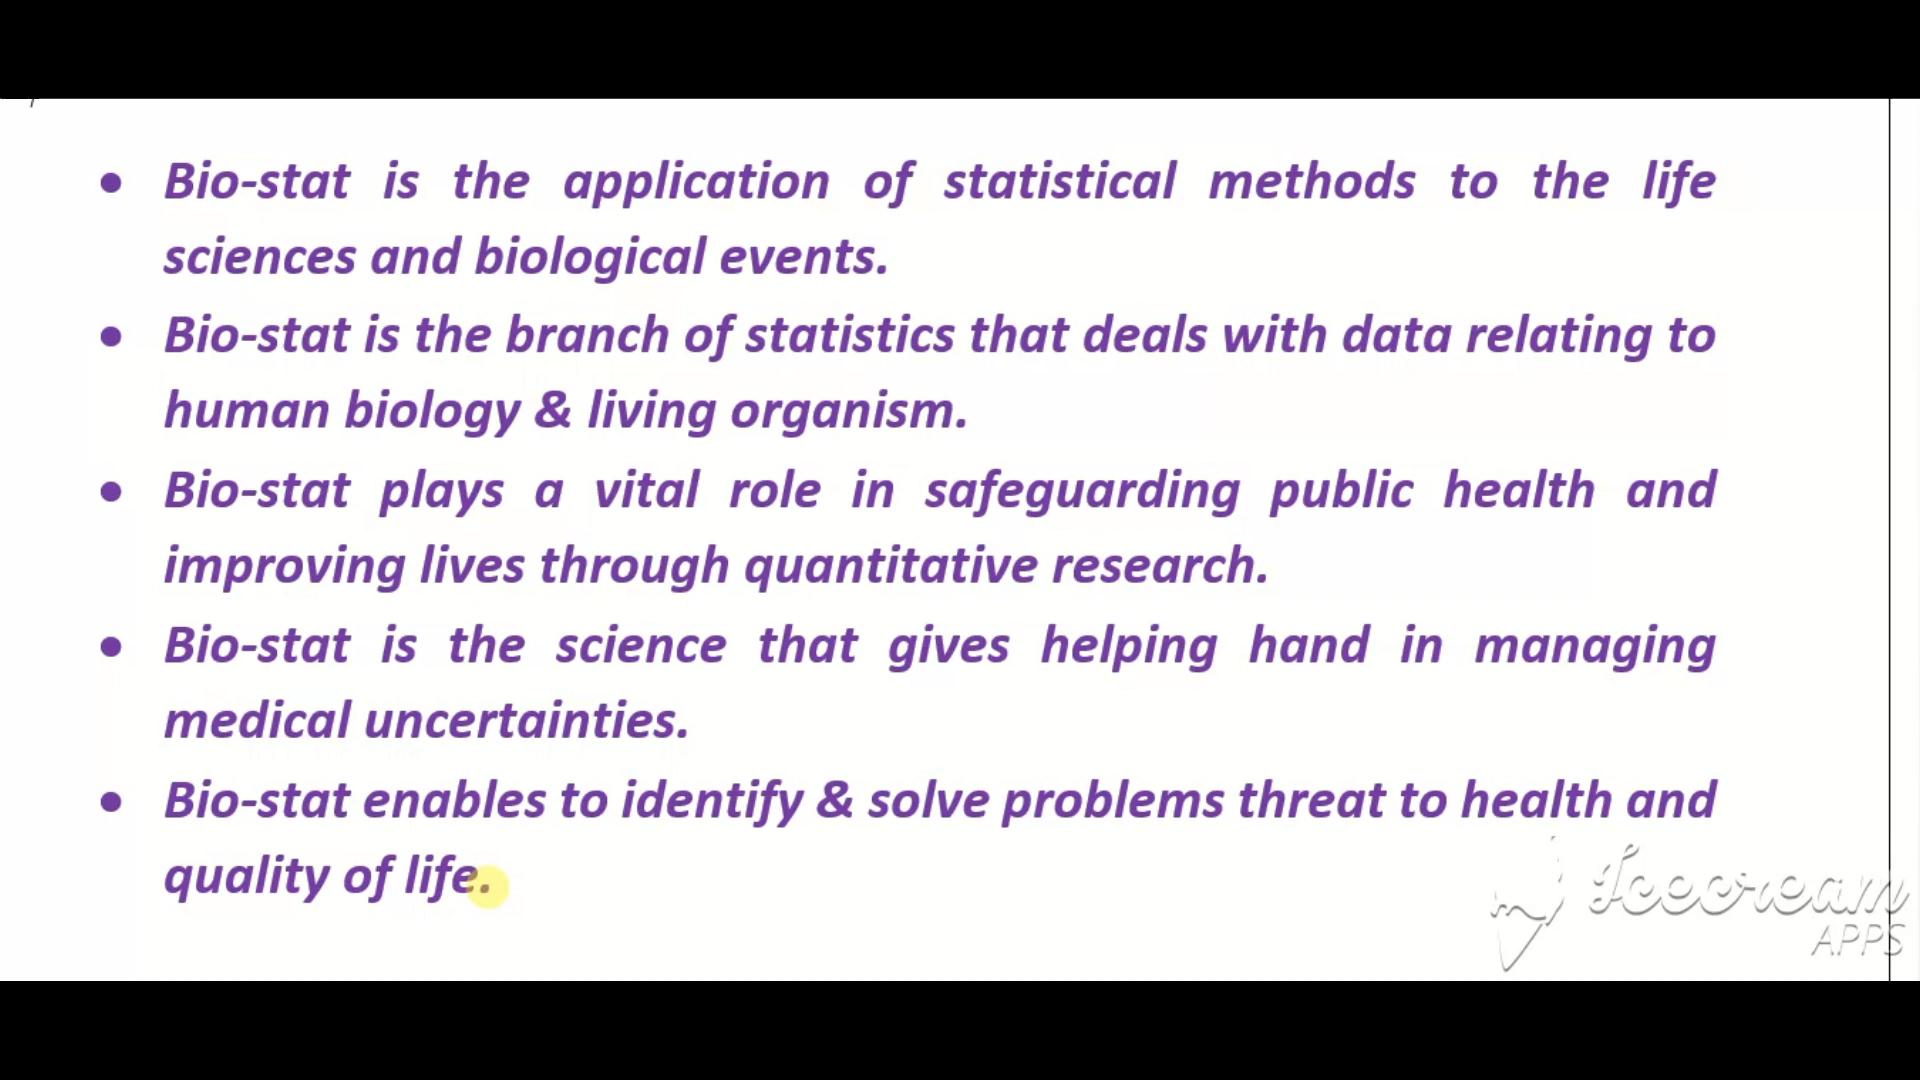 • Bio-stat is the application of statistical methods to the life
sciences and biological events.
• Bio-stat is the branch of statistics that deals with data relating to
human biology & living organism.
• Bio-stat plays a vital role in safeguarding public health and
improving lives through quantitative research.
• Bio-stat is the science that gives helping hand in managing
medical uncertainties.
• Bio-stat enables to identify & solve problems threat to health and
quality of life.
Icecream
APPS